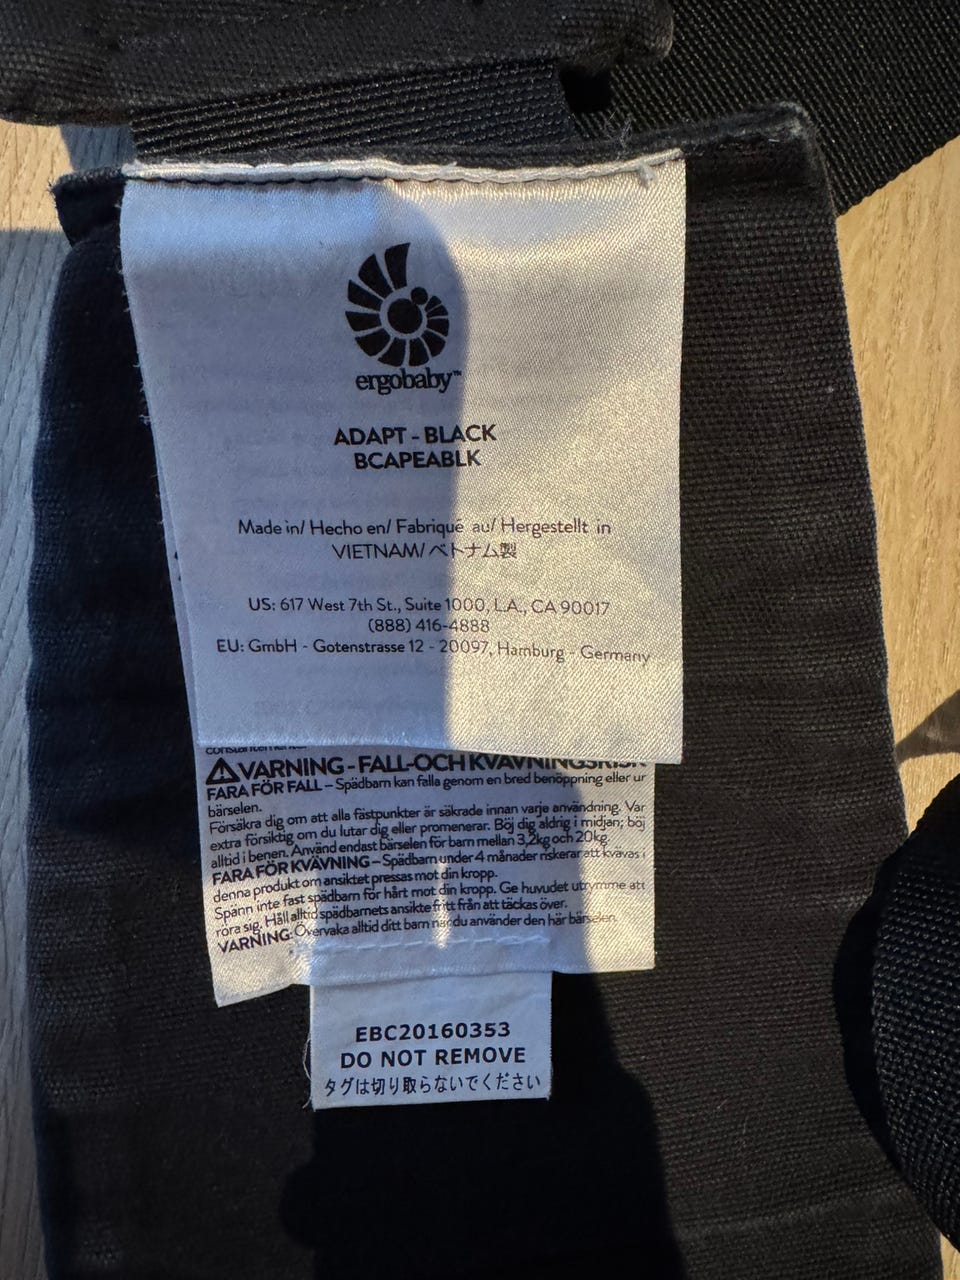 ergobaby™
ADAPT - BLACK
BCAPEABLK
Made in/ Hecho en/ Fabriqué au/ Hergestellt in
VIETNAM/ベトナム製
US: 617 West 7th St., Suite 1000, L.A., CA 90017
(888) 416-4888
EU: GmbH - Gotenstrasse 12 - 20097, Hamburg - Germany
⚠VARNING - FALL-OCH KVÄVNINGSRISK
FARA FÖR FALL – Spädbarn kan falla genom en bred benöppning eller ur
bärselen.
Försäkra dig om att alla fästpunkter är säkrade innan varje användning. Var
extra försiktig om du lutar dig eller promenerar. Böj dig aldrig i midjan; böj
alltid i benen. Använd endast bärselen för barn mellan 3,2kg och 20kg
FARA FÖR KVÄVNING – Spädbarn under 4 månader riskerar att kvävas i
denna produkt om ansiktet pressas mot din kropp.
Spänn inte fast spädbarn för hårt mot din kropp. Ge huvudet utrymme att
röra sig. Håll alltid spädbarnets ansikte fritt från att täckas över.
VARNING: Övervaka alltid ditt barn när du använder den här bärselen.
EBC20160353
DO NOT REMOVE
タグは切り取らないでください